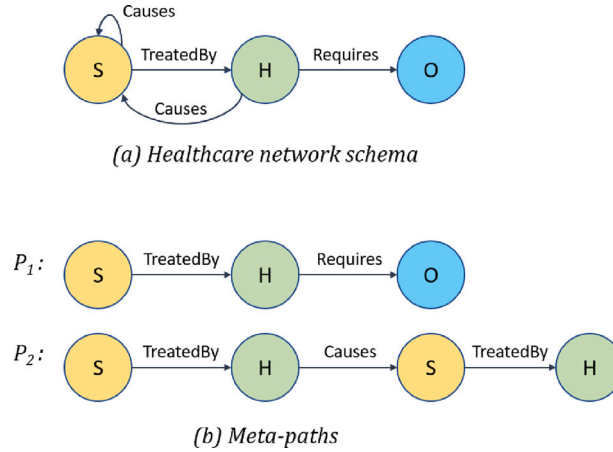 Causes
S TreatedBy H Requires O
Causes
(a) Healthcare network schema
P1: S TreatedBy H Requires O
P2: S TreatedBy H Causes S TreatedBy H
(b) Meta-paths